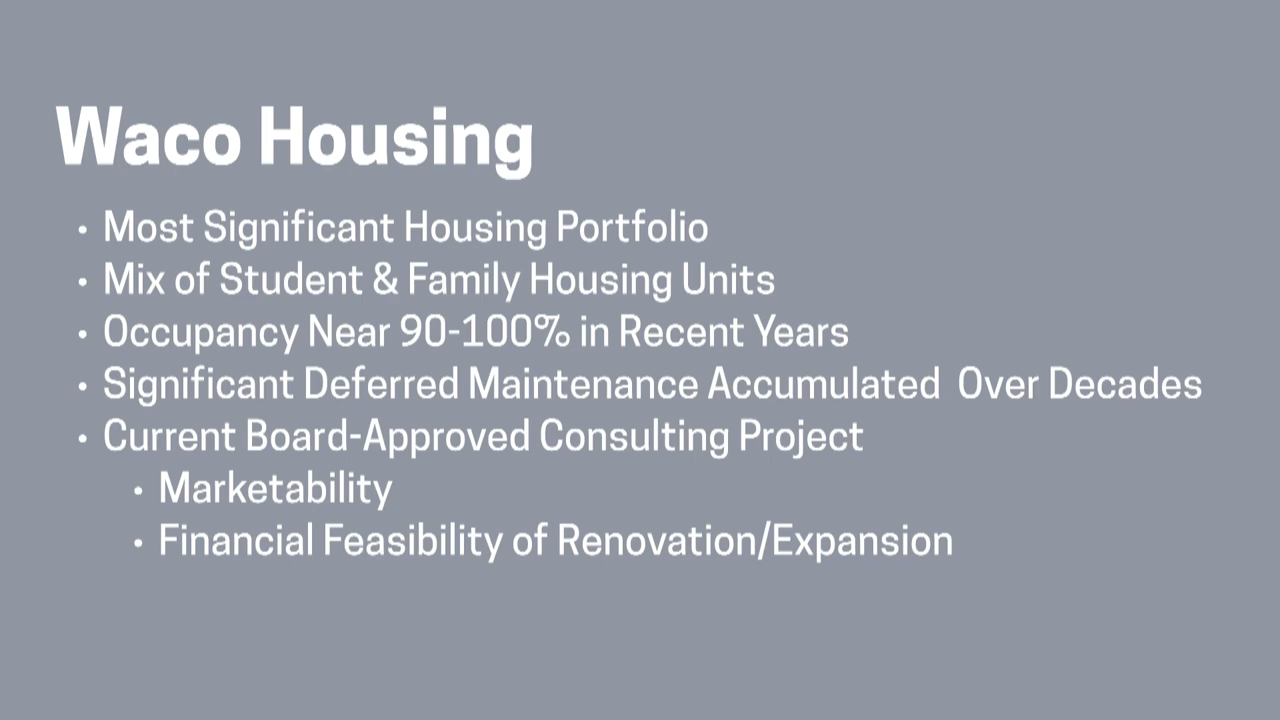 Waco Housing
• Most Significant Housing Portfolio
• Mix of Student & Family Housing Units
• Occupancy Near 90-100% in Recent Years
• Significant Deferred Maintenance Accumulated  Over Decades
• Current Board-Approved Consulting Project
• Marketability
• Financial Feasibility of Renovation/Expansion